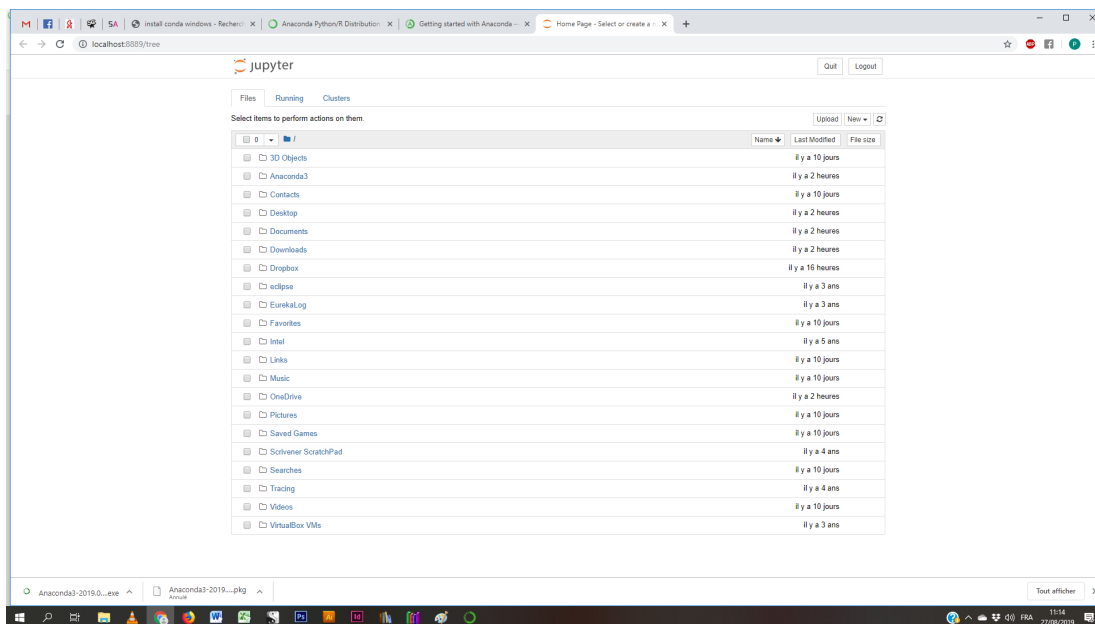 SA install conda windows - Recherc Anaconda Python/R Distribution Getting started with Anaconda — Home Page - Select or create a n
localhost:8889/tree
jupyter Quit Logout
Files Running Clusters
Select items to perform actions on them. Upload New
0 / Name Last Modified File size
3D Objects il y a 10 jours
Anaconda3 il y a 2 heures
Contacts il y a 10 jours
Desktop il y a 2 heures
Documents il y a 2 heures
Downloads il y a 2 heures
Dropbox il y a 16 heures
eclipse il y a 3 ans
EurekaLog il y a 3 ans
Favorites il y a 10 jours
Intel il y a 5 ans
Links il y a 10 jours
Music il y a 10 jours
OneDrive il y a 2 heures
Pictures il y a 10 jours
Saved Games il y a 10 jours
Scrivener ScratchPad il y a 4 ans
Searches il y a 10 jours
Tracing il y a 4 ans
Videos il y a 10 jours
VirtualBox VMs il y a 3 ans
Anaconda3-2019.0....exe Anaconda3-2019.....pkg Tout afficher
Annulé
FRA 11:14
27/08/2019